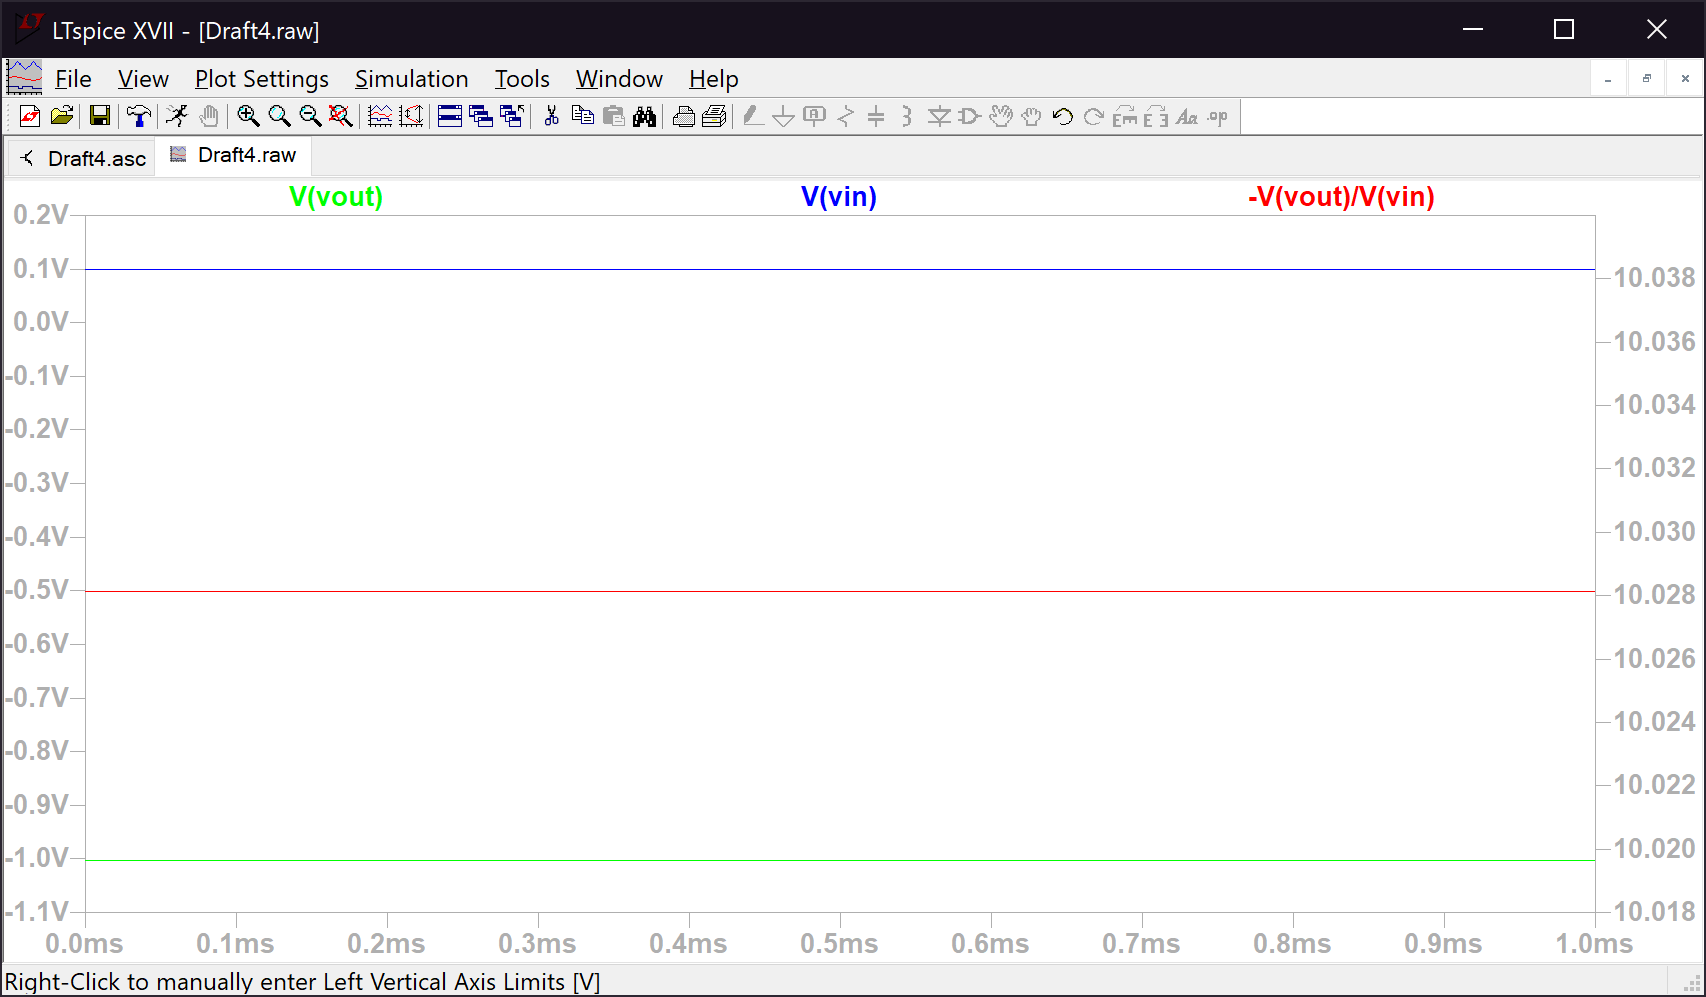 LTspice XVII - [Draft4.raw]
File View Plot Settings Simulation Tools Window Help
Draft4.asc Draft4.raw
V(vout) V(vin) -V(vout)/V(vin)
0.2V
0.1V 10.038
0.0V 10.036
-0.1V 10.034
-0.2V 10.032
-0.3V 10.030
-0.4V 10.028
-0.5V 10.026
-0.6V 10.024
-0.7V 10.022
-0.8V 10.020
-0.9V 10.018
-1.0V
-1.1V
0.0ms 0.1ms 0.2ms 0.3ms 0.4ms 0.5ms 0.6ms 0.7ms 0.8ms 0.9ms 1.0ms
Right-Click to manually enter Left Vertical Axis Limits [V]